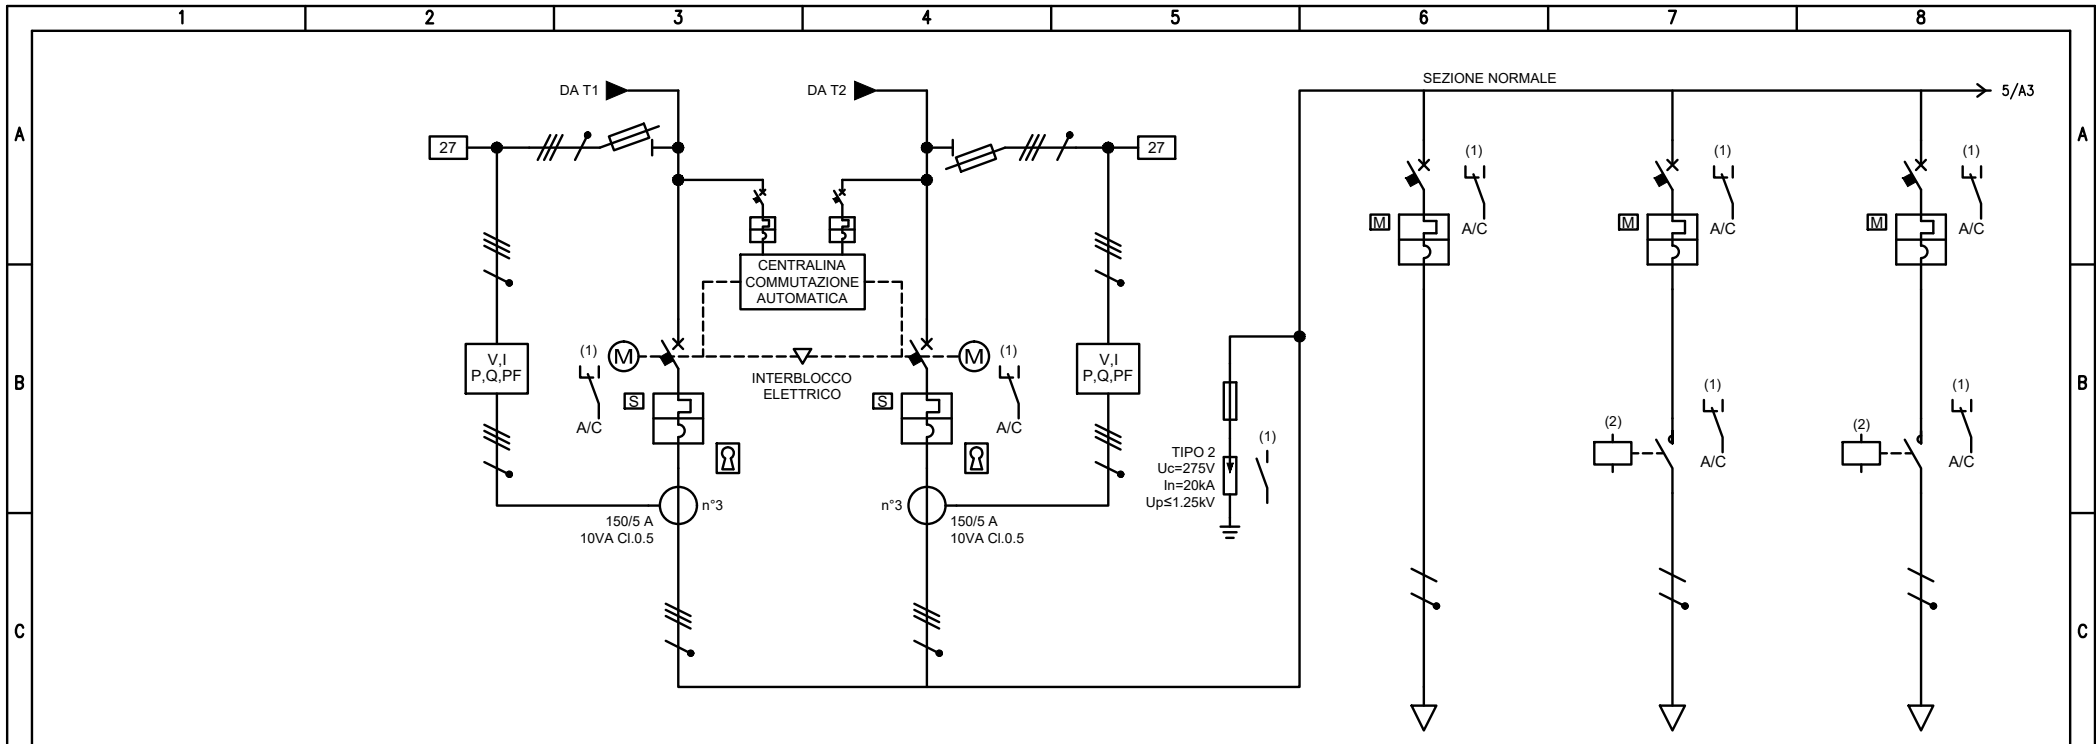 1 2 3 4 5 6 7 8
DA T1
DA T2
SEZIONE NORMALE
5/A3
A
A
27
27
(1)
(1)
(1)
M
A/C
M
A/C
M
A/C
CENTRALINA
COMMUTAZIONE
AUTOMATICA
B
B
V,I
P,Q,PF
(1)
M
M
(1)
V,I
P,Q,PF
INTERBLOCCO
ELETTRICO
S
S
A/C
A/C
(1)
(1)
(2)
(2)
A/C
A/C
TIPO 2
Uc=275V
In=20kA
Up≤1.25kV
(1)
n°3
n°3
150/5 A
10VA Cl.0.5
150/5 A
10VA Cl.0.5
C
C